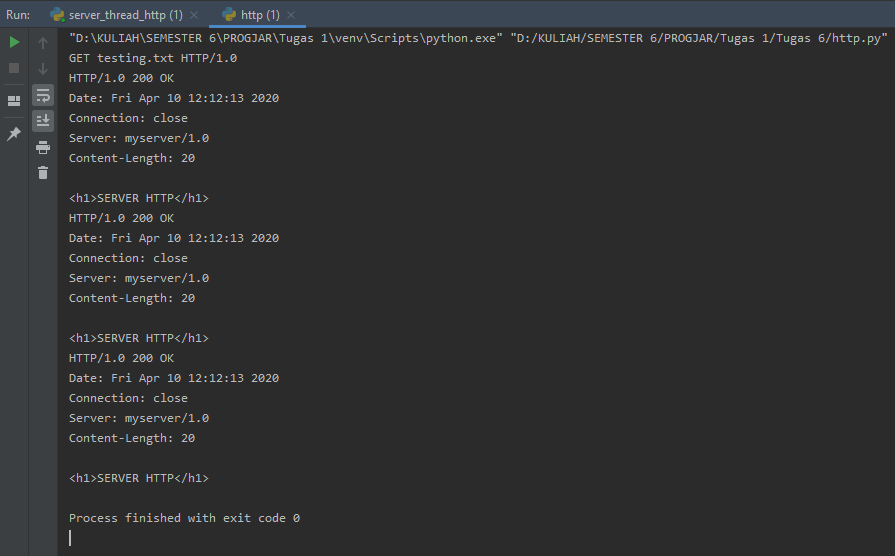 Run: server_thread_http (1) × http (1) ×
"D:\KULIAH\SEMESTER 6\PROGJAR\Tugas 1\venv\Scripts\python.exe" "D:/KULIAH/SEMESTER 6/PROGJAR/Tugas 1/Tugas 6/http.py"
GET testing.txt HTTP/1.0
HTTP/1.0 200 OK
Date: Fri Apr 10 12:12:13 2020
Connection: close
Server: myserver/1.0
Content-Length: 20
<h1>SERVER HTTP</h1>
HTTP/1.0 200 OK
Date: Fri Apr 10 12:12:13 2020
Connection: close
Server: myserver/1.0
Content-Length: 20
<h1>SERVER HTTP</h1>
HTTP/1.0 200 OK
Date: Fri Apr 10 12:12:13 2020
Connection: close
Server: myserver/1.0
Content-Length: 20
<h1>SERVER HTTP</h1>
Process finished with exit code 0